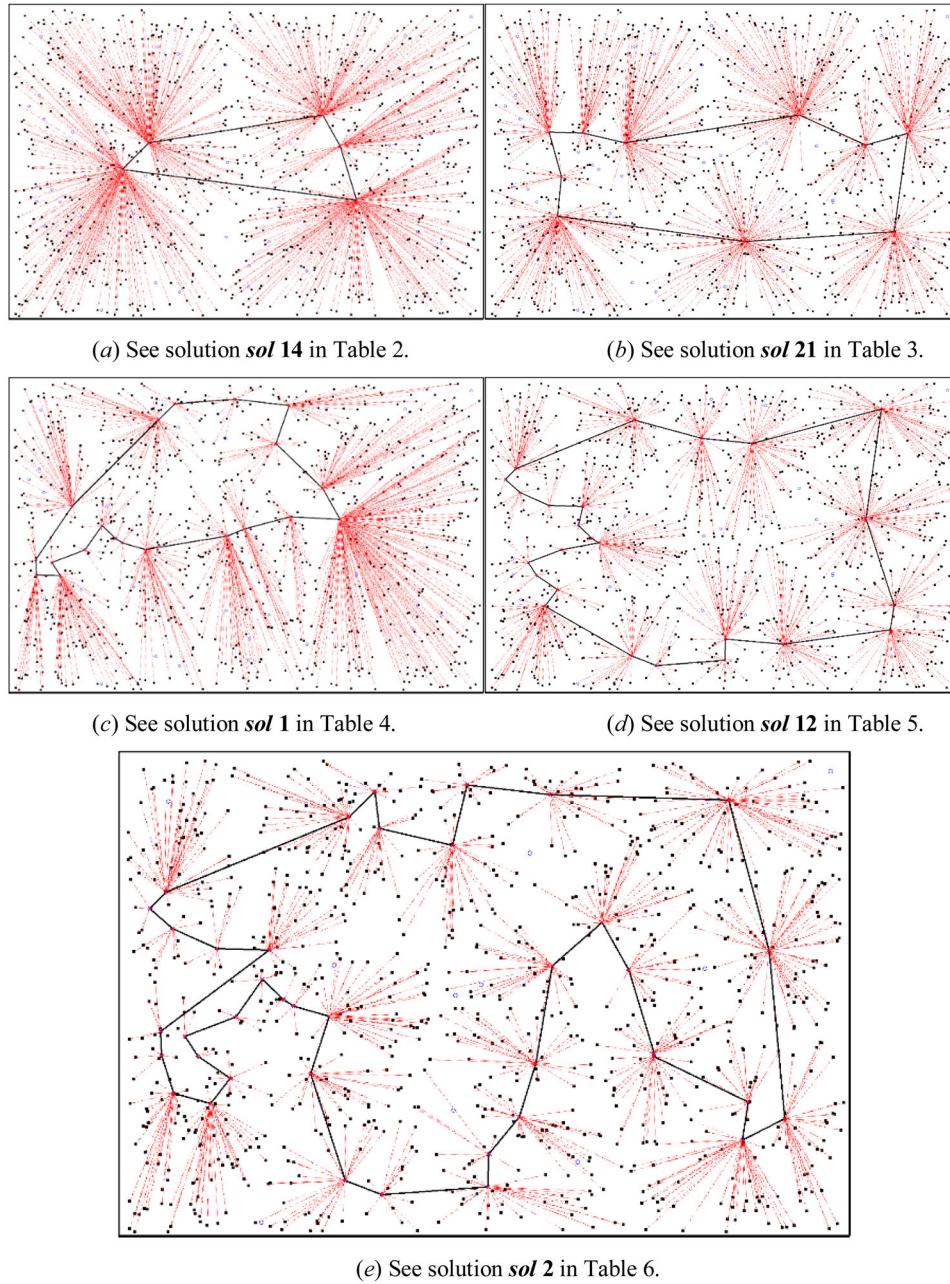 (a) See solution sol 14 in Table 2.
(b) See solution sol 21 in Table 3.
(c) See solution sol 1 in Table 4.
(d) See solution sol 12 in Table 5.
(e) See solution sol 2 in Table 6.